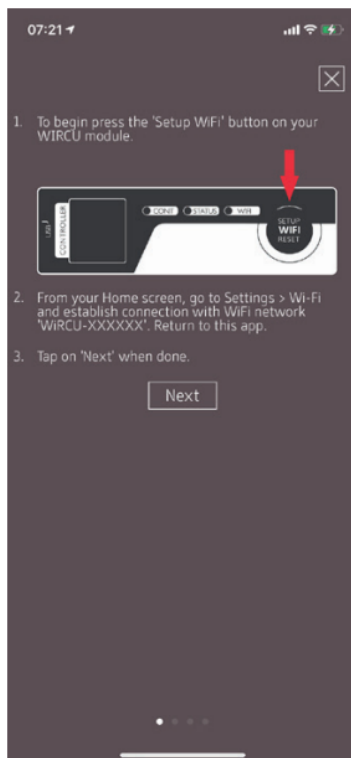 07:21
1. To begin press the 'Setup WiFi' button on your
WIRCU module.
USB
CONTROLLER
CONT
STATUS
WIFI
SETUP
WIFI
RESET
2. From your Home screen, go to Settings > Wi-Fi
and establish connection with WiFi network
'WiRCU-XXXXXX'. Return to this app.
3. Tap on 'Next' when done.
Next